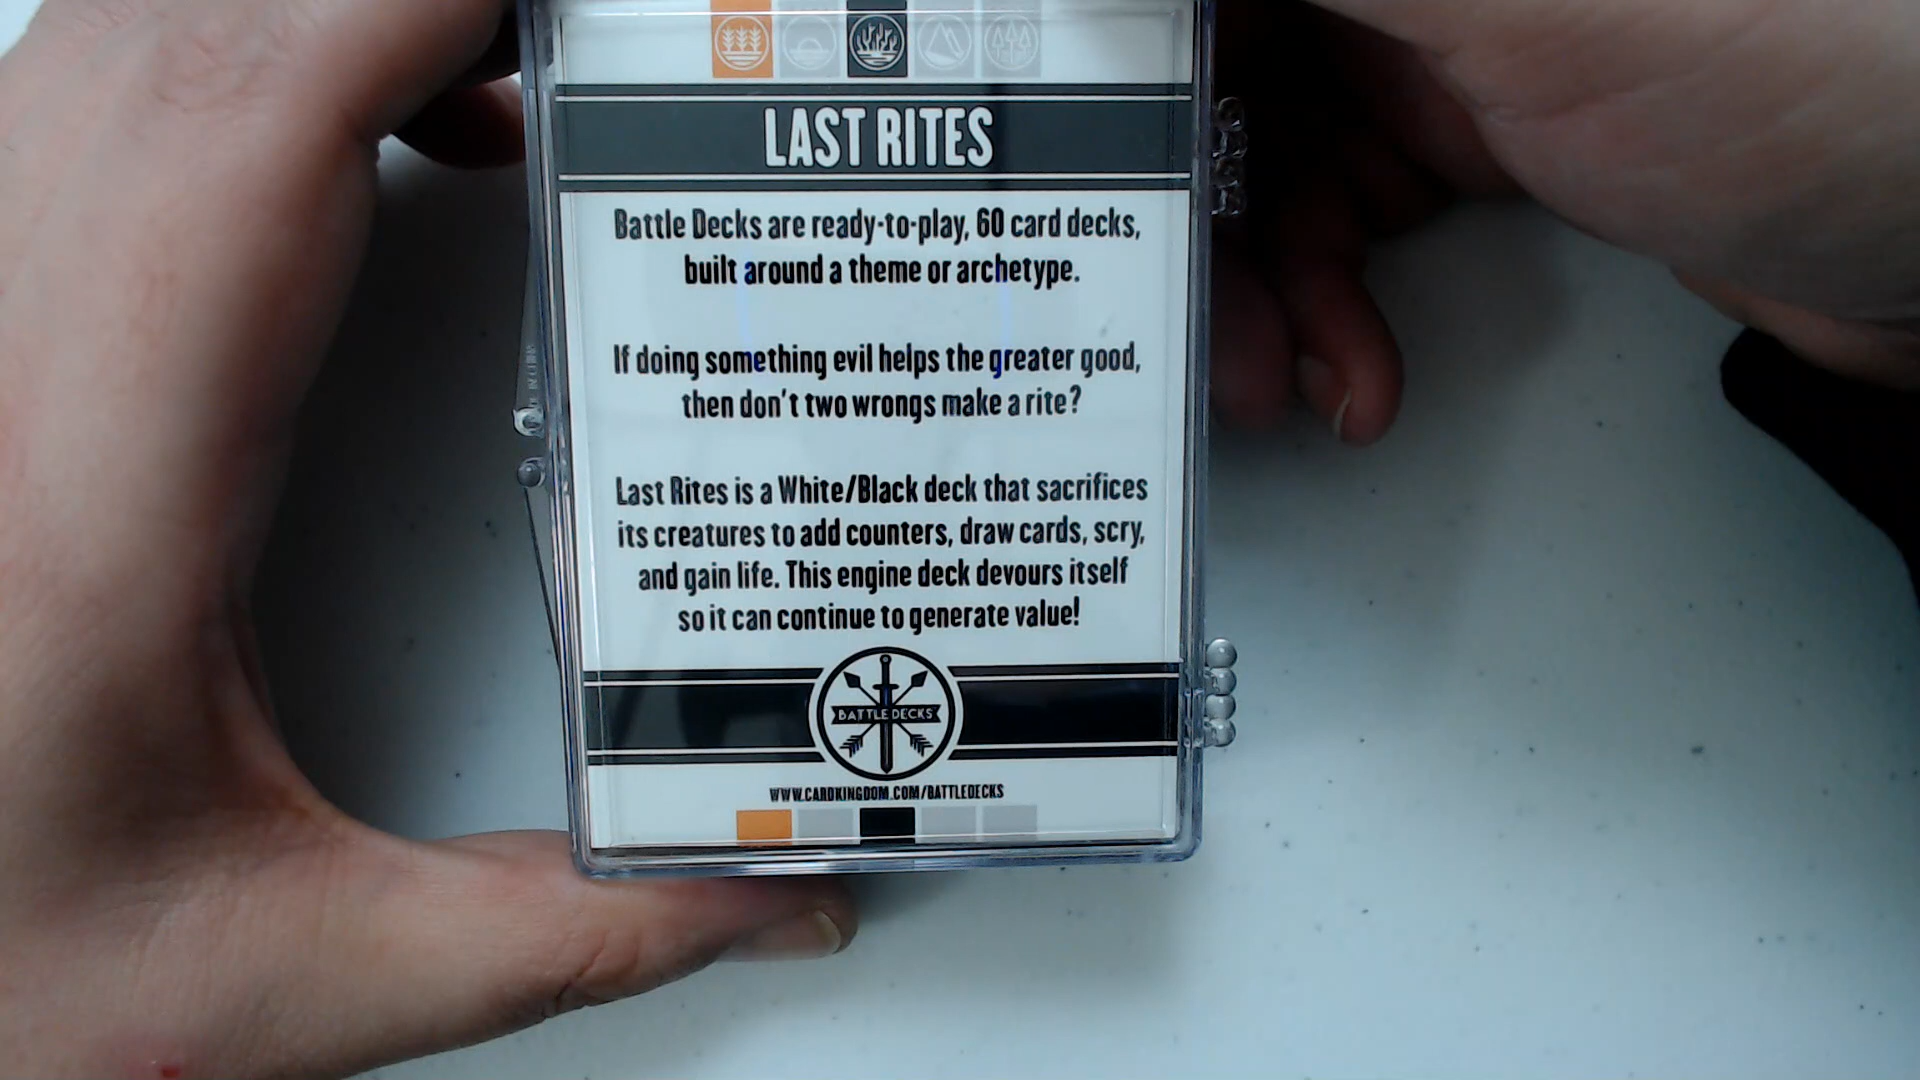 LAST RITES
Battle Decks are ready-to-play, 60 card decks,
built around a theme or archetype.
If doing something evil helps the greater good,
then don't two wrongs make a rite?
Last Rites is a White/Black deck that sacrifices
its creatures to add counters, draw cards, scry,
and gain life. This engine deck devours itself
so it can continue to generate value!
BATTLE DECKS
WWW.CARDKINGDOM.COM/BATTLEDECKS